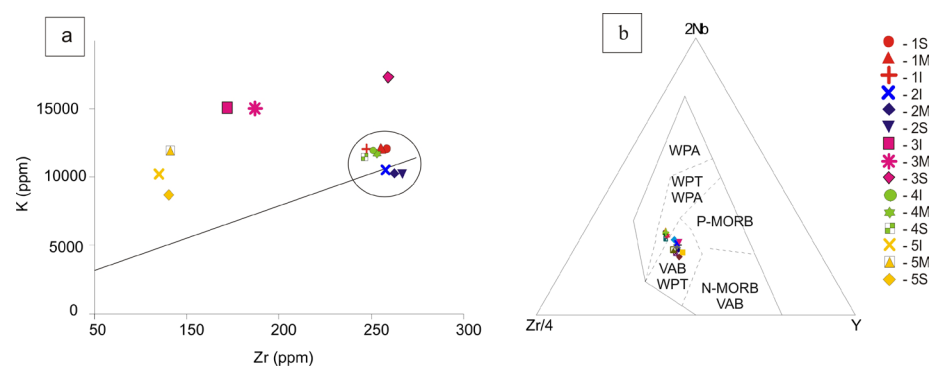 a
K (ppm)
15000
10000
5000
0
50
150
200
250
300
Zr (ppm)
b
2Nb
WPA
WPT
WPA
P-MORB
VAB
WPT
N-MORB
VAB
Zr/4
Y
- 1S
- 1M
- 1I
- 2I
- 2M
- 2S
- 3I
- 3M
- 3S
- 4I
- 4M
- 4S
- 5I
- 5M
- 5S